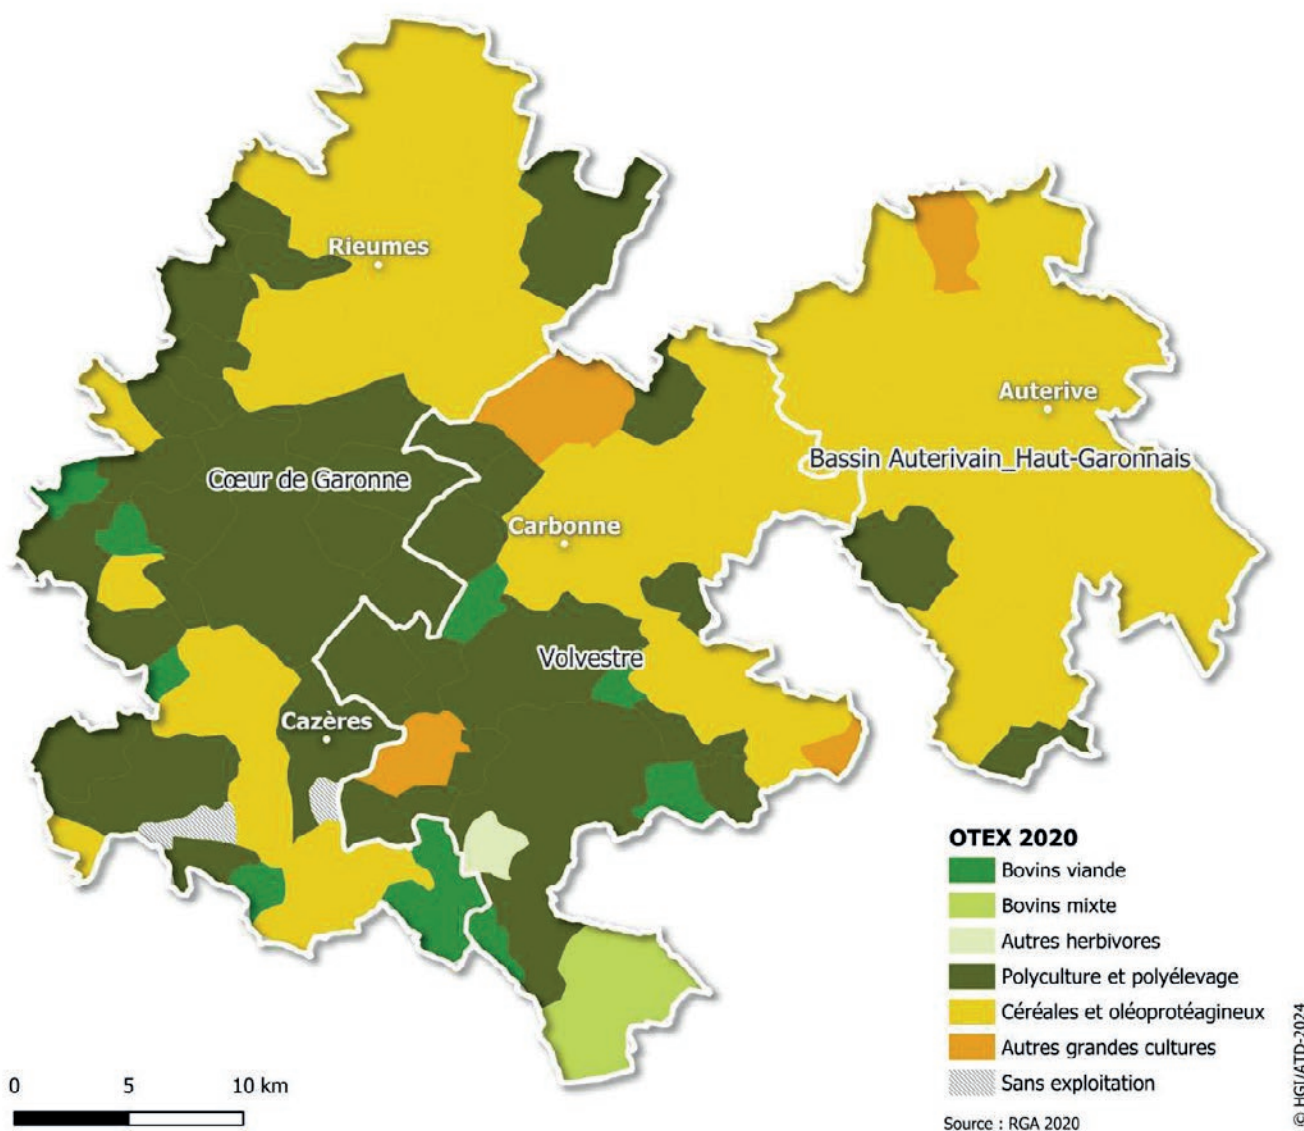 Rieumes
Auterive
Bassin Auterivain_Haut-Garonnais
Cœur de Garonne
Carbonne
Volvestre
Cazères
OTEX 2020
Bovins viande
Bovins mixte
Autres herbivores
Polyculture et polyélevage
Céréales et oléoprotéagineux
Autres grandes cultures
Sans exploitation
0 5 10 km
Source : RGA 2020
© HGI/ATD-2024